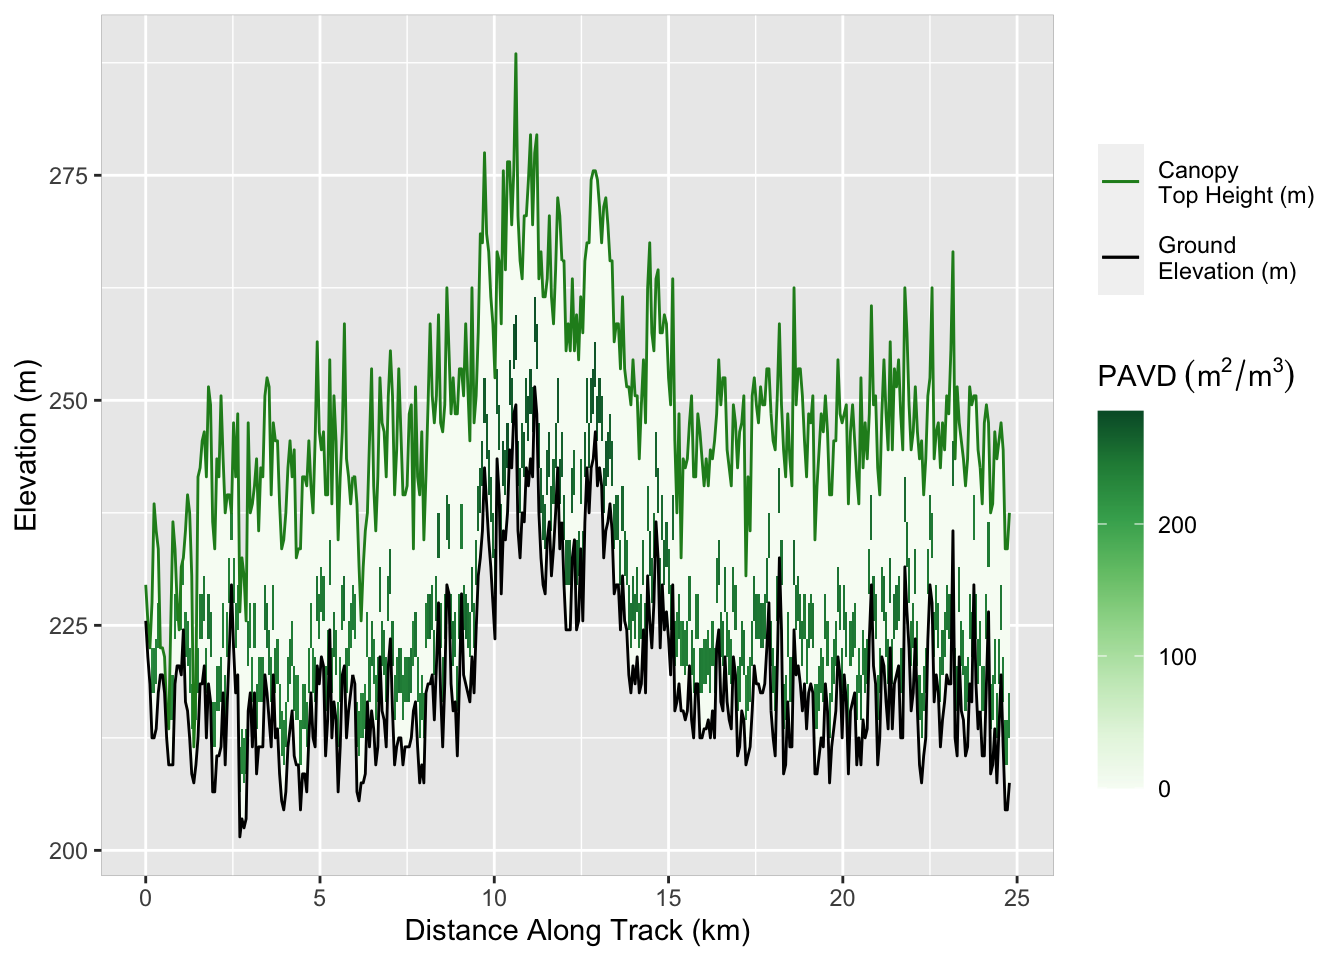 275
250
225
200
Elevation (m)
0 5 10 15 20 25
Distance Along Track (km)
Canopy
Top Height (m)
Ground
Elevation (m)
PAVD (m²/m³)
200
100
0